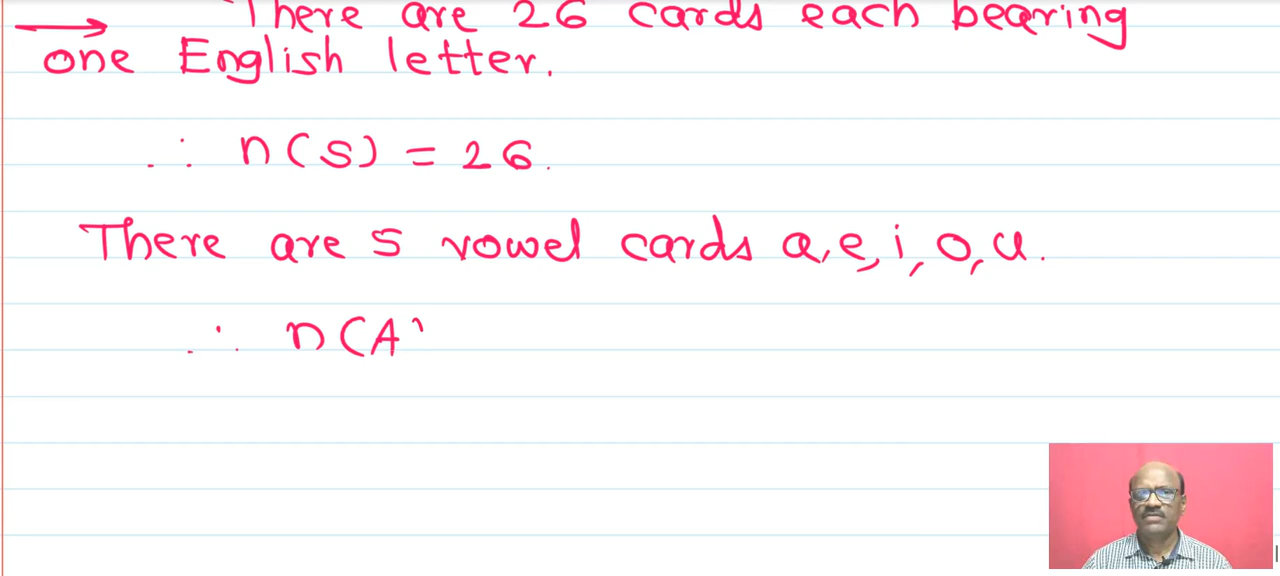 There are 26 cards each bearing
one English letter.
∴ n(S) = 26.
There are 5 vowel cards a, e, i, o, u.
∴ n(A)